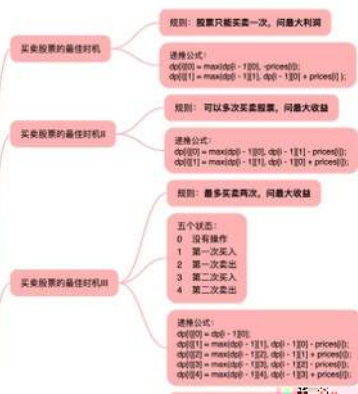 买卖股票的最佳时机
规则：股票只能买卖一次，问最大利润
递推公式：
dp[i][0] = max(dp[i - 1][0], -prices[i]);
dp[i][1] = max(dp[i - 1][1], dp[i - 1][0] + prices[i] );
买卖股票的最佳时机II
规则：可以多次买卖股票，问最大收益
递推公式：
dp[i][0] = max(dp[i - 1][0], dp[i - 1][1] - prices[i]);
dp[i][1] = max(dp[i - 1][1], dp[i - 1][0] + prices[i]);
买卖股票的最佳时机III
规则：最多买卖两次，问最大收益
五个状态：
0 没有操作
1 第一次买入
2 第一次卖出
3 第二次买入
4 第二次卖出
递推公式：
dp[i][0] = dp[i - 1][0];
dp[i][1] = max(dp[i - 1][1], dp[i - 1][0] - prices[i]);
dp[i][2] = max(dp[i - 1][2], dp[i - 1][1] + prices[i]);
dp[i][3] = max(dp[i - 1][3], dp[i - 1][2] - prices[i]);
dp[i][4] = max(dp[i - 1][4], dp[i - 1][3] + prices[i]);